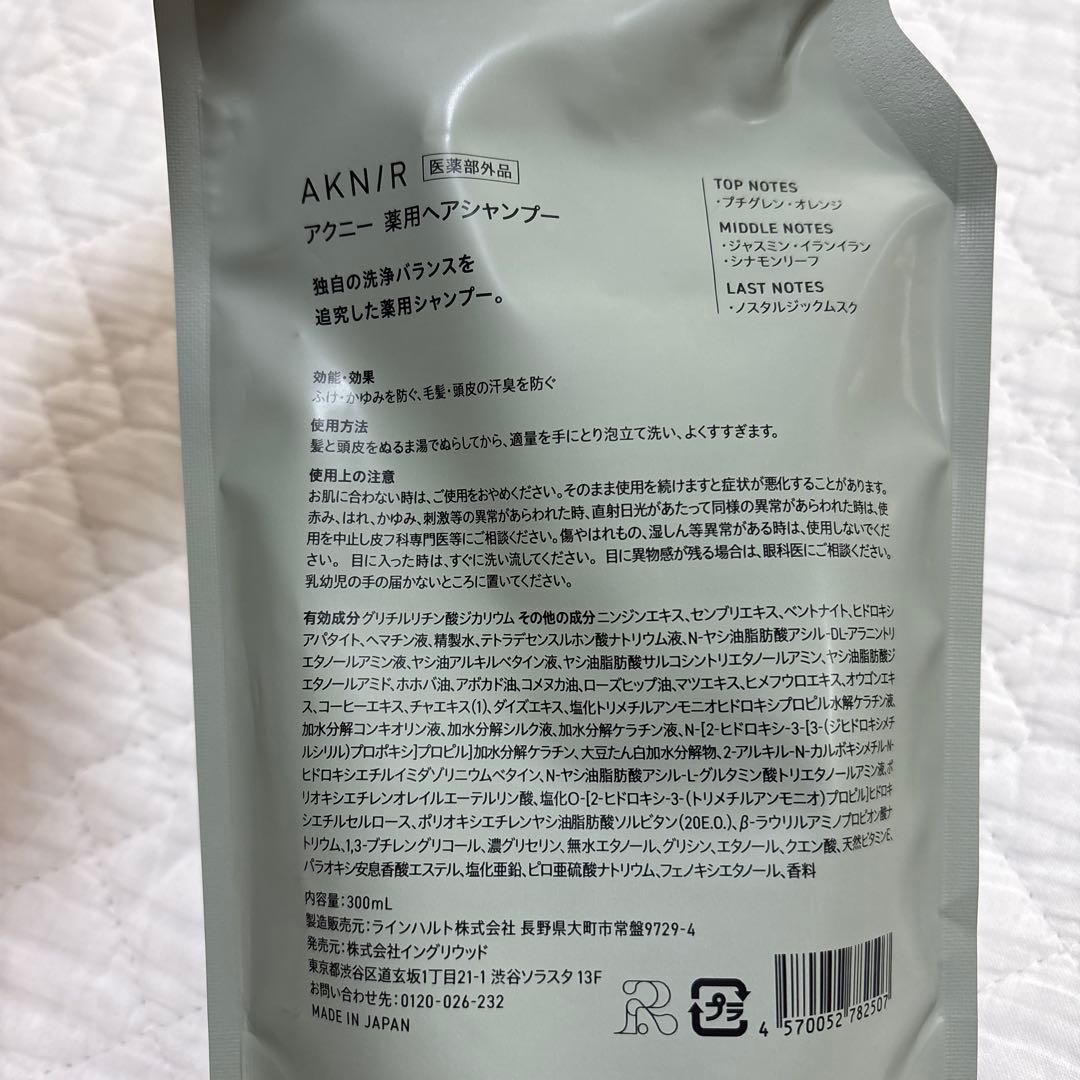 AKN/R 医薬部外品
アクニー 薬用ヘアシャンプー
独自の洗浄バランスを
追究した薬用シャンプー。
TOP NOTES
・プチグレン・オレンジ
MIDDLE NOTES
・ジャスミン・イランイラン
・シナモンリーフ
LAST NOTES
・ノスタルジックムスク
効能・効果
ふけ・かゆみを防ぐ、毛髪・頭皮の汗臭を防ぐ
使用方法
髪と頭皮をぬるま湯でぬらしてから、適量を手にとり泡立て洗い、よくすすぎます。
使用上の注意
お肌に合わない時は、ご使用をおやめください。そのまま使用を続けますと症状が悪化することがあります。
赤み、はれ、かゆみ、刺激等の異常があらわれた時、直射日光があたって同様の異常があらわれた時は、使
用を中止し皮フ科専門医等にご相談ください。傷やはれもの、湿しん等異常がある時は、使用しないでくだ
さい。 目に入った時は、すぐに洗い流してください。 目に異物感が残る場合は、眼科医にご相談ください。
乳幼児の手の届かないところに置いてください。
有効成分 グリチルリチン酸ジカリウム その他の成分 ニンジンエキス、センブリエキス、ベントナイト、ヒドロキシ
アパタイト、ヘマチン液、精製水、テトラデセンスルホン酸ナトリウム液、N-ヤシ油脂肪酸アシル-DL-アラニントリ
エタノールアミン液、ヤシ油アルキルベタイン液、ヤシ油脂肪酸サルコシントリエタノールアミン、ヤシ油脂肪酸ジ
エタノールアミド、ホホバ油、アボカド油、コメヌカ油、ローズヒップ油、マツエキス、ヒメフウロエキス、オウゴンエキ
ス、コーヒーエキス、チャエキス(1)、ダイズエキス、塩化トリメチルアンモニオヒドロキシプロピル水解ケラチン液、
加水分解コンキオリン液、加水分解シルク液、加水分解ケラチン液、N-[2-ヒドロキシ-3-[3-(ジヒドロキシメチ
ルシリル)プロポキシ]プロピル]加水分解ケラチン、大豆たん白加水分解物、2-アルキル-N-カルボキシメチル-N-
ヒドロキシエチルイミダゾリニウムベタイン、N-ヤシ油脂肪酸アシル-L-グルタミン酸トリエタノールアミン液、ポ
リオキシエチレンオレイルエーテルリン酸、塩化O-[2-ヒドロキシ-3-(トリメチルアンモニオ)プロピル]ヒドロキ
シエチルセルロース、ポリオキシエチレンヤシ油脂肪酸ソルビタン(20E.O.)、β-ラウリルアミノプロピオン酸ナ
トリウム、1,3-ブチレングリコール、濃グリセリン、無水エタノール、グリシン、エタノール、クエン酸、天然ビタミンE、
パラオキシ安息香酸エステル、塩化亜鉛、ピロ亜硫酸ナトリウム、フェノキシエタノール、香料
内容量：300mL
製造販売元：ラインハルト株式会社 長野県大町市常盤9729-4
発売元：株式会社イングリウッド
東京都渋谷区道玄坂1丁目21-1 渋谷ソラスタ 13F
お問い合わせ先：0120-026-232
MADE IN JAPAN
R
プラ
4 570052 782507